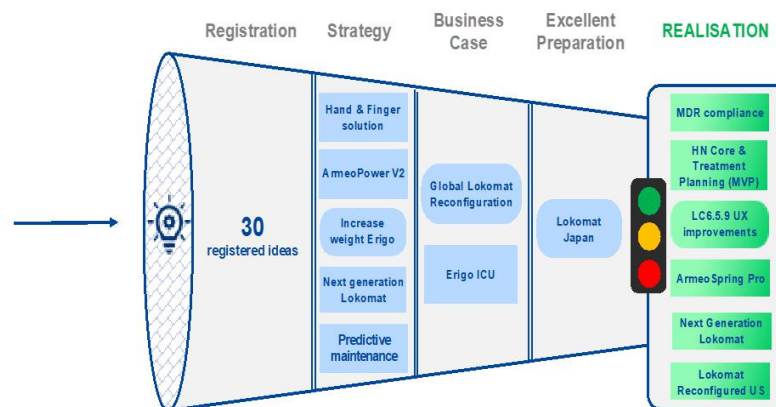 Registration
Strategy
Business
Case
Excellent
Preparation
REALISATION
30
registered ideas
Hand & Finger
solution
ArmeoPower V2
Increase
weight Erigo
Next generation
Lokomat
Predictive
maintenance
Global Lokomat
Reconfiguration
Erigo ICU
Lokomat
Japan
MDR compliance
HN Core &
Treatment
Planning (MVP)
LC6.5.9 UX
improvements
ArmeoSpring Pro
Next Generation
Lokomat
Lokomat
Reconfigured US